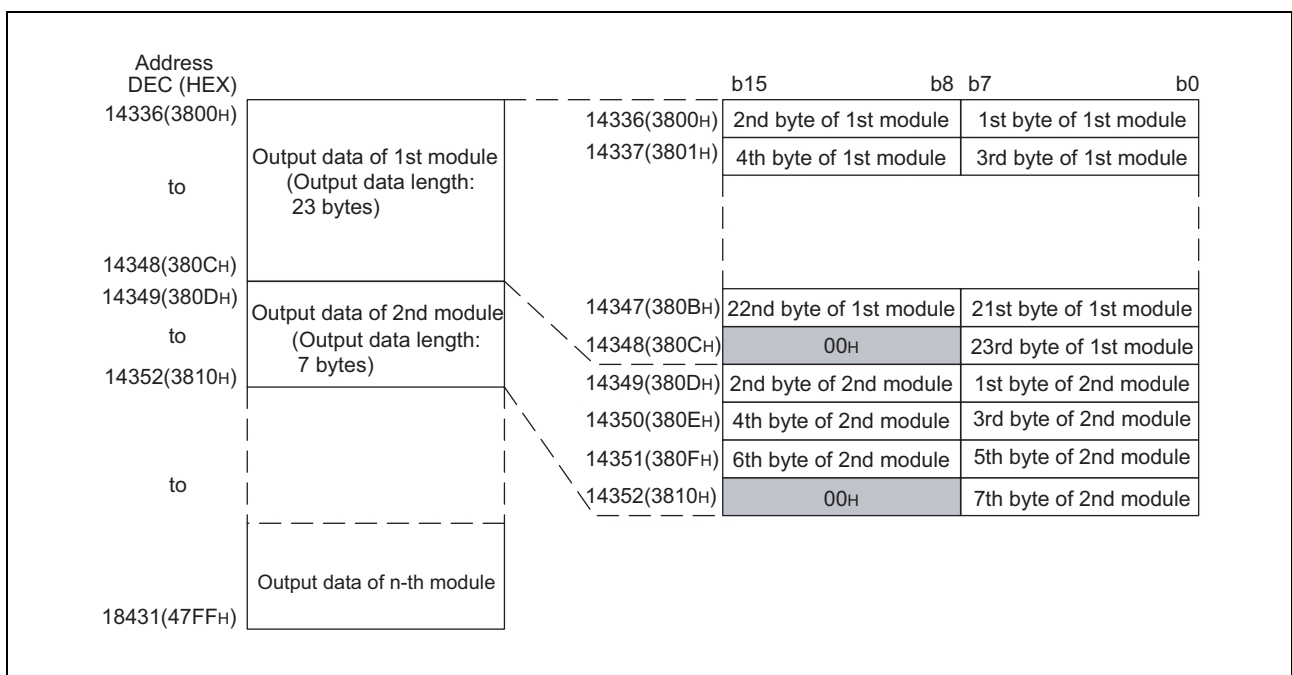 Address
DEC (HEX)
14336(3800H)
to
14348(380CH)
14349(380DH)
to
14352(3810H)
to
18431(47FFH)
Output data of 1st module
(Output data length:
23 bytes)
Output data of 2nd module
(Output data length:
7 bytes)
Output data of n-th module
b15 b8 b7 b0
14336(3800H) 2nd byte of 1st module 1st byte of 1st module
14337(3801H) 4th byte of 1st module 3rd byte of 1st module
14347(380BH) 22nd byte of 1st module 21st byte of 1st module
14348(380CH) 00H 23rd byte of 1st module
14349(380DH) 2nd byte of 2nd module 1st byte of 2nd module
14350(380EH) 4th byte of 2nd module 3rd byte of 2nd module
14351(380FH) 6th byte of 2nd module 5th byte of 2nd module
14352(3810H) 00H 7th byte of 2nd module